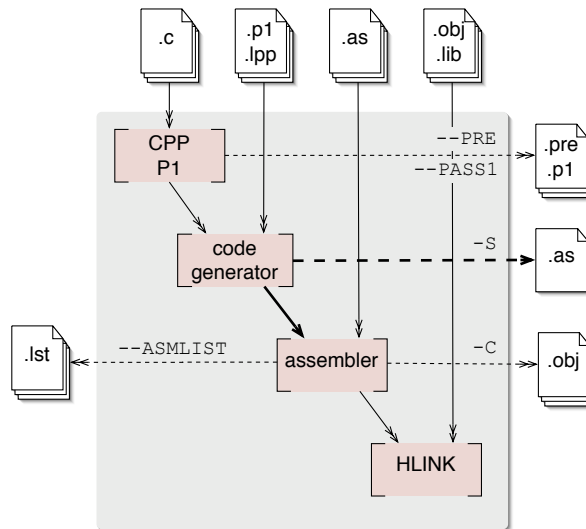 .c
.p1
.lpp
.as
.obj
.lib
CPP
P1
--PRE
--PASS1
.pre
.p1
code
generator
-S
.as
.lst
--ASMLIST
assembler
-C
.obj
HLINK